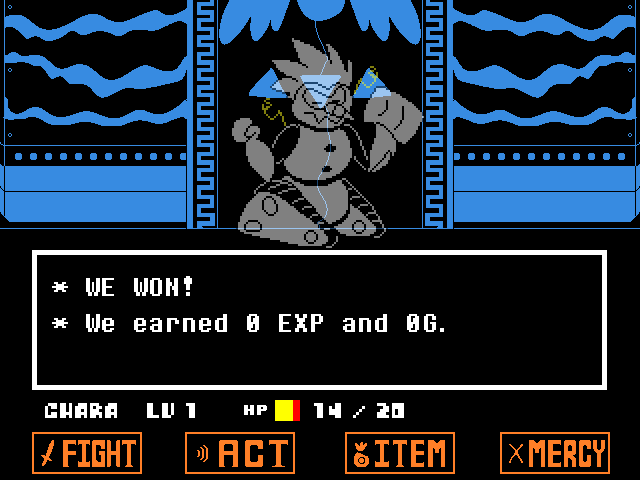 * WE WON!
* We earned 0 EXP and 0G.
CHARA LV 1 HP 14 / 20
FIGHT ACT ITEM MERCY